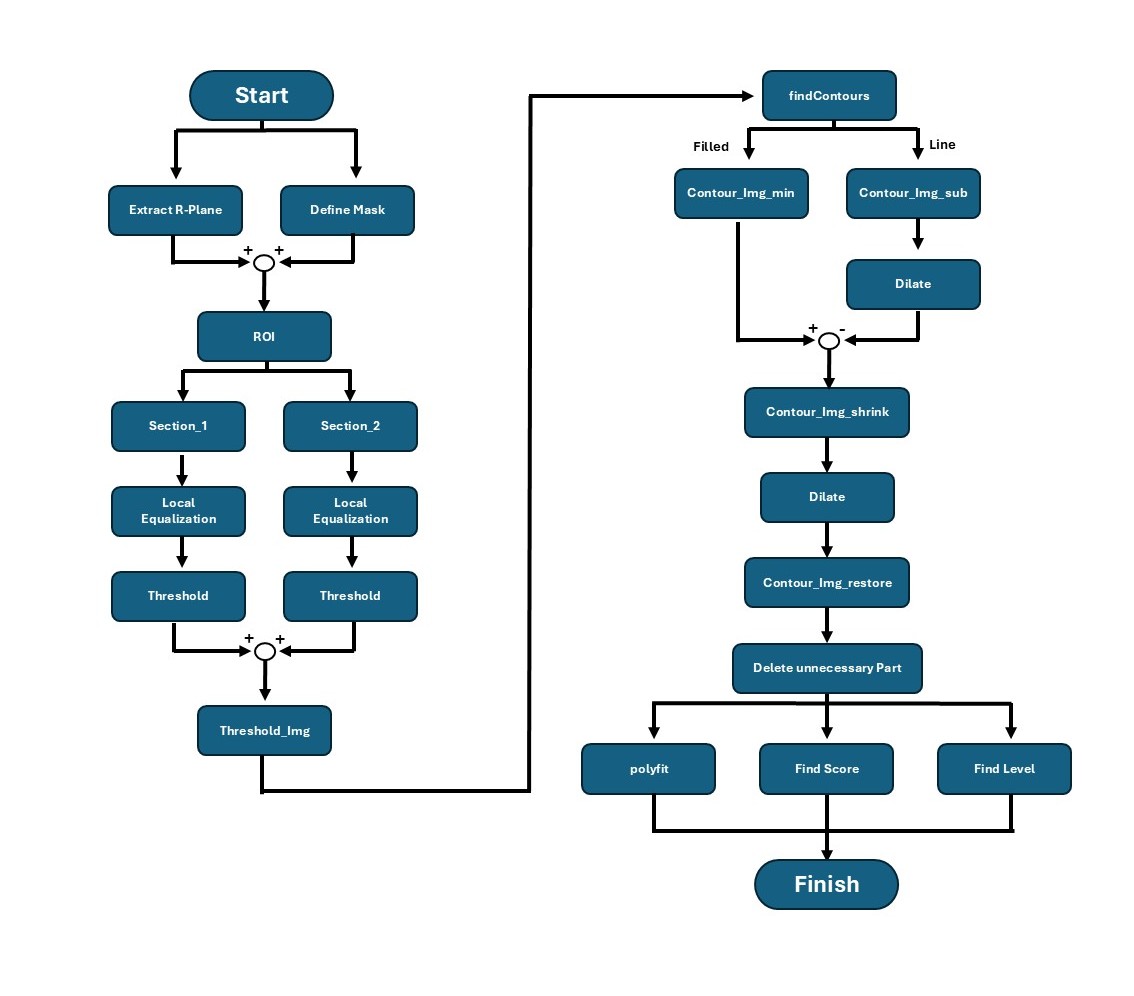 Start
Extract R-Plane
Define Mask
+
+
ROI
Section_1
Section_2
Local
Equalization
Local
Equalization
Threshold
Threshold
+
+
Threshold_Img
findContours
Filled
Line
Contour_Img_min
Contour_Img_sub
Dilate
+
-
Contour_Img_shrink
Dilate
Contour_Img_restore
Delete unnecessary Part
polyfit
Find Score
Find Level
Finish